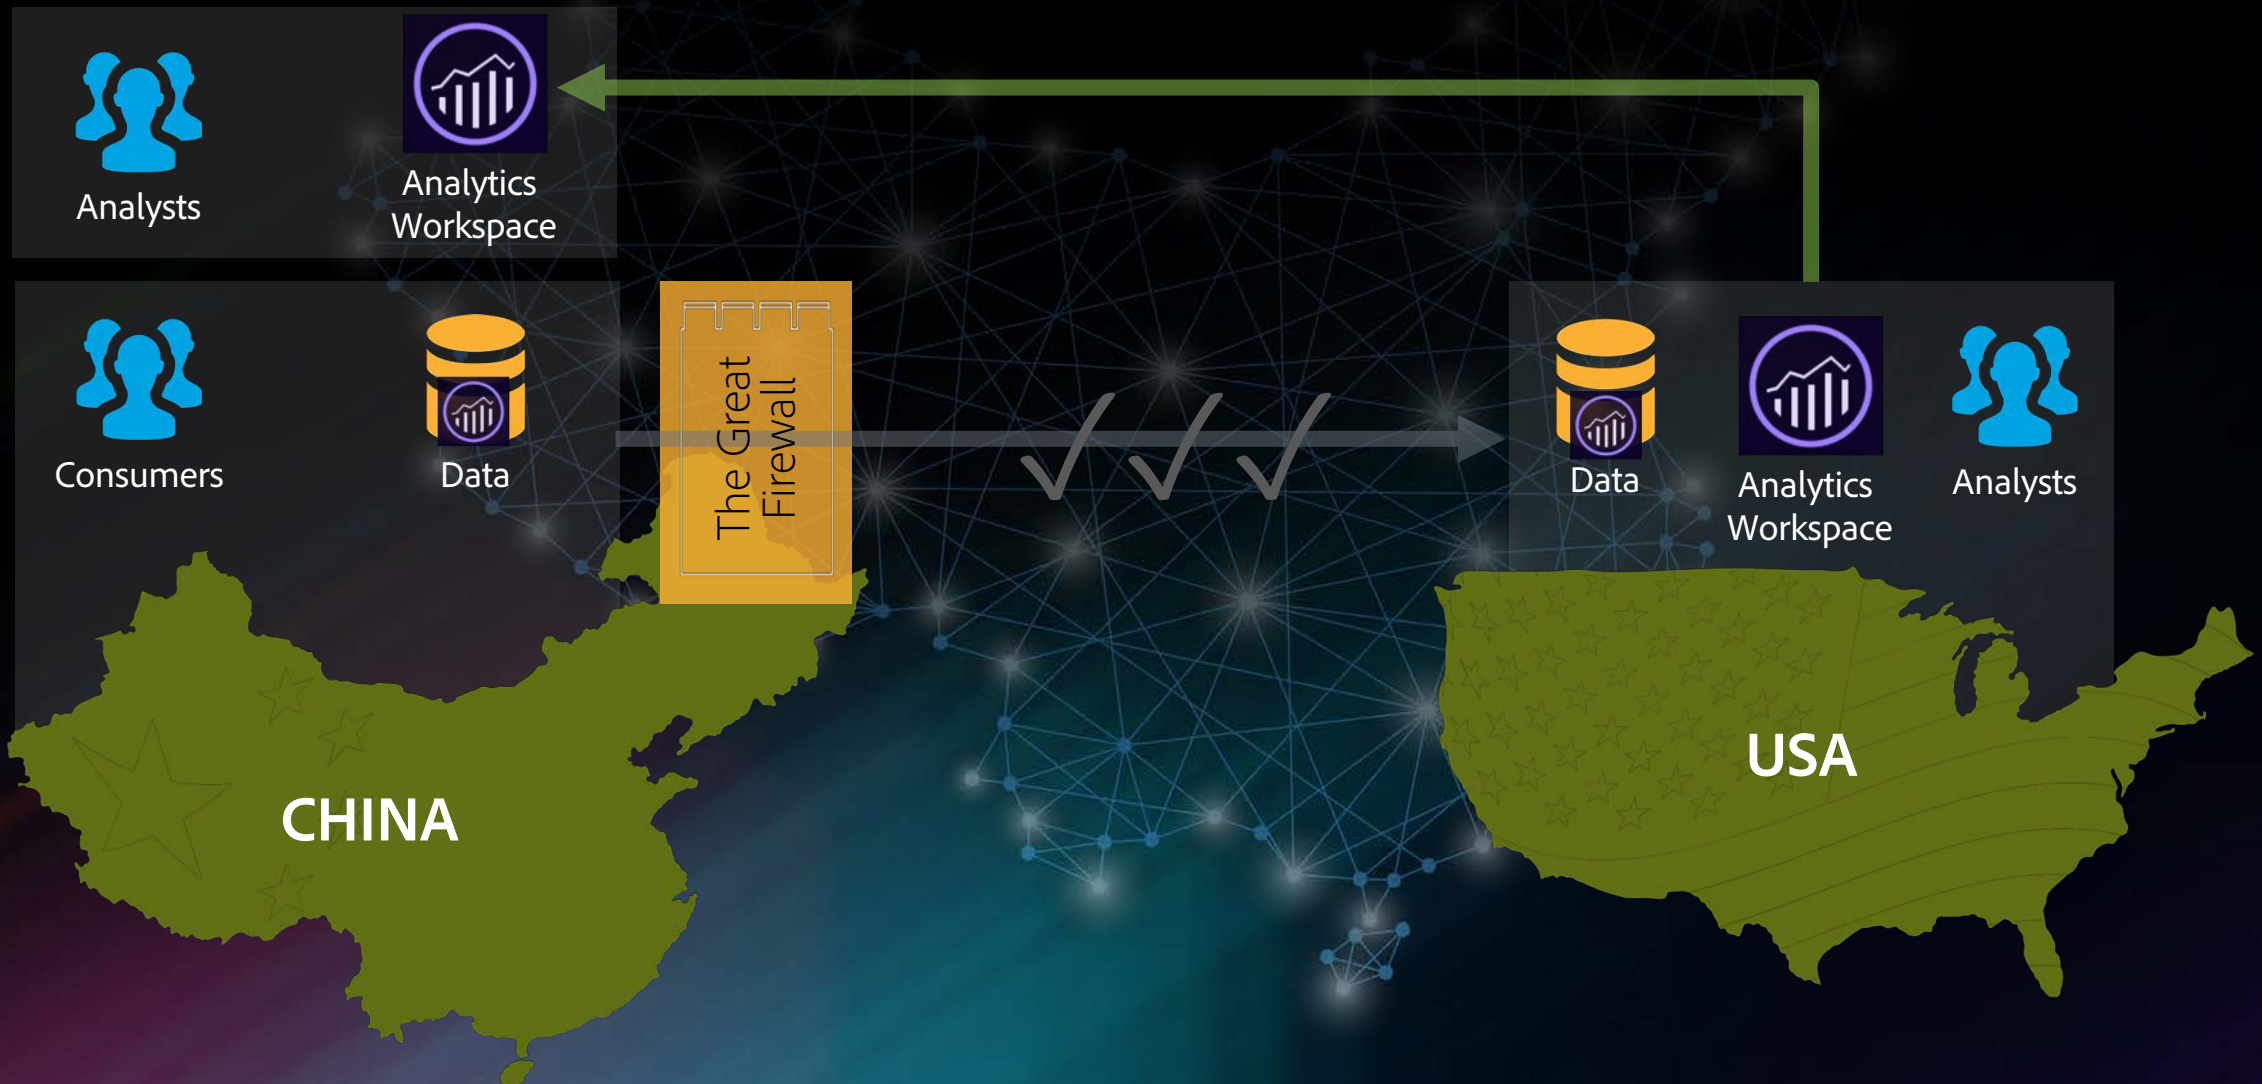 Analysts
Analytics
Workspace
Consumers
Data
The Great
Firewall
Data
Analytics
Workspace
Analysts
CHINA
USA